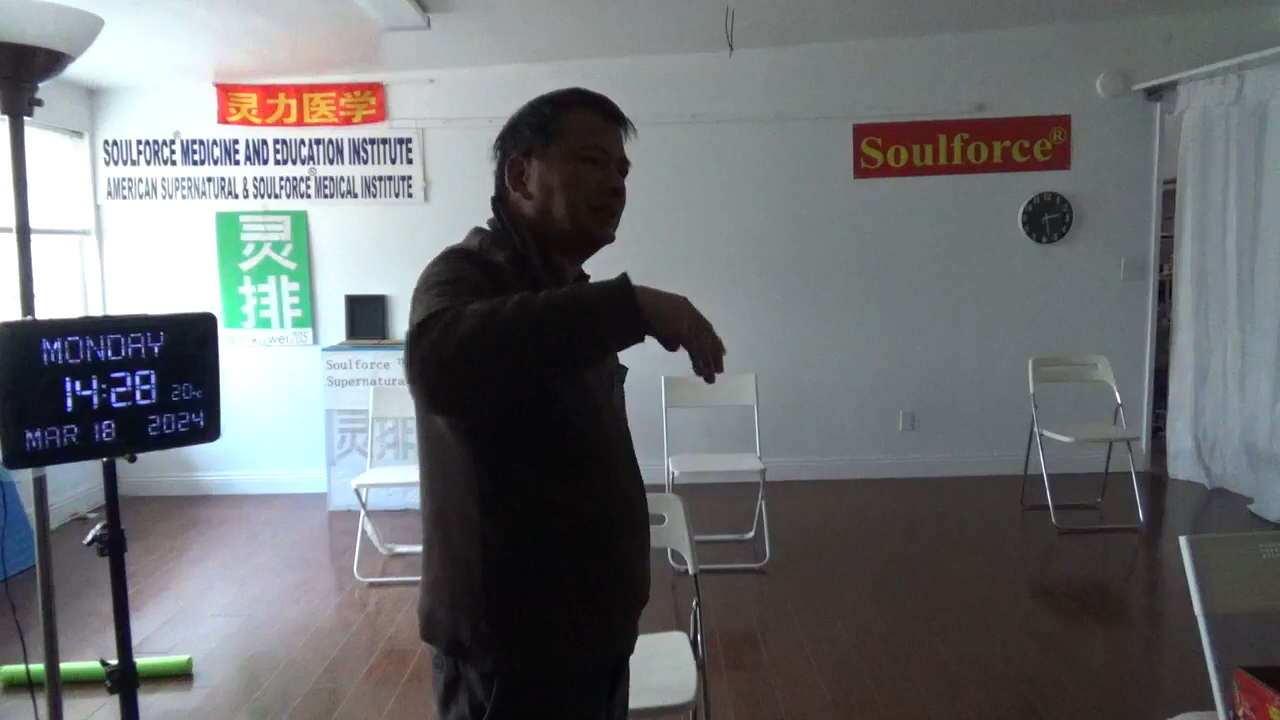 灵力医学
SOULFORCE® MEDICINE AND EDUCATION INSTITUTE
AMERICAN SUPERNATURAL & SOULFORCE® MEDICAL INSTITUTE
Soulforce®
灵
排
MONDAY
14:28 20℃
MAR 18 2024
Soulforce
Supernatural
灵排